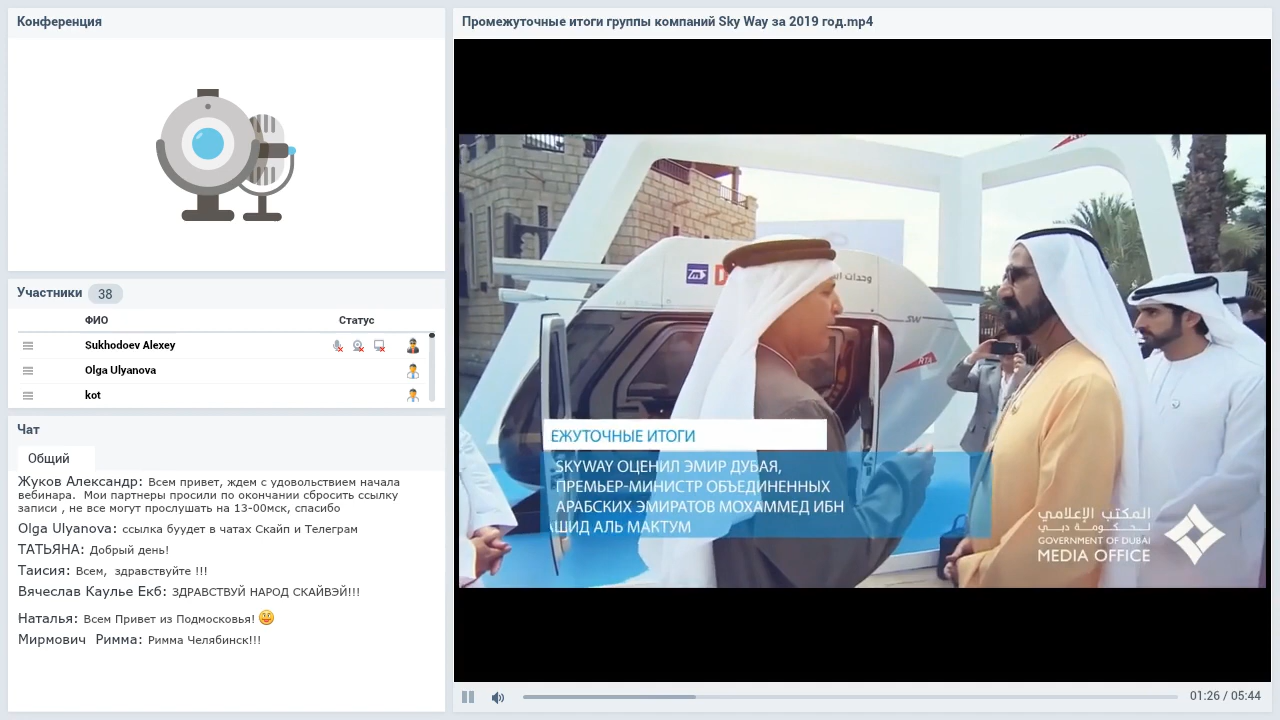 Конференция
Участники 38
ФИО Статус
Sukhodoev Alexey
Olga Ulyanova
kot
Чат
Общий
Жуков Александр: Всем привет, ждем с удовольствием начала
вебинара. Мои партнеры просили по окончании сбросить ссылку
записи , не все могут прослушать на 13-00мск, спасибо
Olga Ulyanova: ссылка буудет в чатах Скайп и Телеграм
ТАТЬЯНА: Добрый день!
Таисия: Всем, здравствуйте !!!
Вячеслав Каулье Екб: ЗДРАВСТВУЙ НАРОД СКАЙВЭЙ!!!
Наталья: Всем Привет из Подмосковья!
Мирмович Римма: Римма Челябинск!!!
Промежуточные итоги группы компаний Sky Way за 2019 год.mp4
وحدات
SW
RTA
ЕЖУТОЧНЫЕ ИТОГИ
SKYWAY ОЦЕНИЛ ЭМИР ДУБАЯ,
ПРЕМЬЕР-МИНИСТР ОБЪЕДИНЕННЫХ
АРАБСКИХ ЭМИРАТОВ МОХАММЕД ИБН
АШИД АЛЬ МАКТУМ
المكتب الإعلامي
لحكومة دبي
GOVERNMENT OF DUBAI
MEDIA OFFICE
01:26 / 05:44